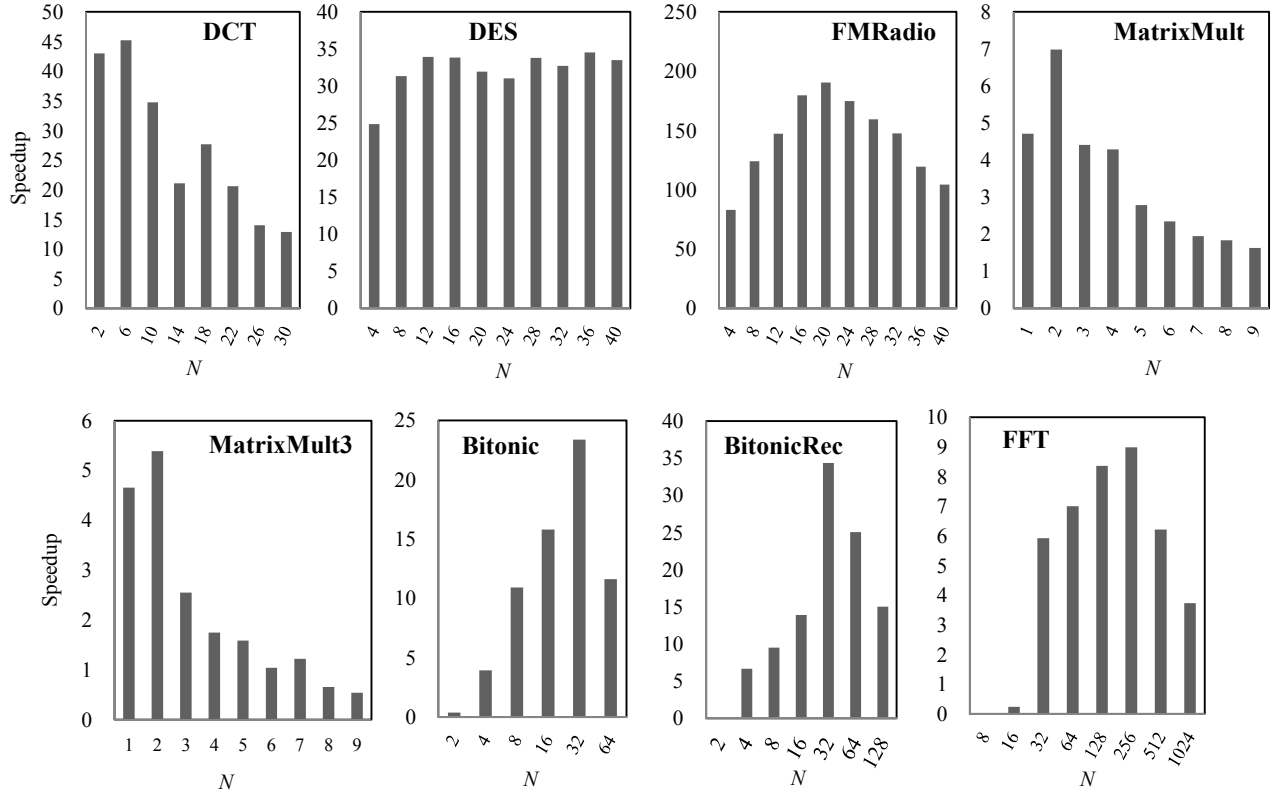 DCT
50
45
40
35
30
25
20
15
10
5
0
Speedup
2 6 10 14 18 22 26 30
N
DES
40
35
30
25
20
15
10
5
0
4 8 12 16 20 24 28 32 36 40
N
FMRadio
250
200
150
100
50
0
4 8 12 16 20 24 28 32 36 40
N
MatrixMult
8
7
6
5
4
3
2
1
0
1 2 3 4 5 6 7 8 9
N
MatrixMult3
6
5
4
3
2
1
0
Speedup
1 2 3 4 5 6 7 8 9
N
Bitonic
25
20
15
10
5
0
2 4 8 16 32 64
N
BitonicRec
40
35
30
25
20
15
10
5
0
2 4 8 16 32 64 128
N
FFT
10
9
8
7
6
5
4
3
2
1
0
8 16 32 64 128 256 512 1024
N